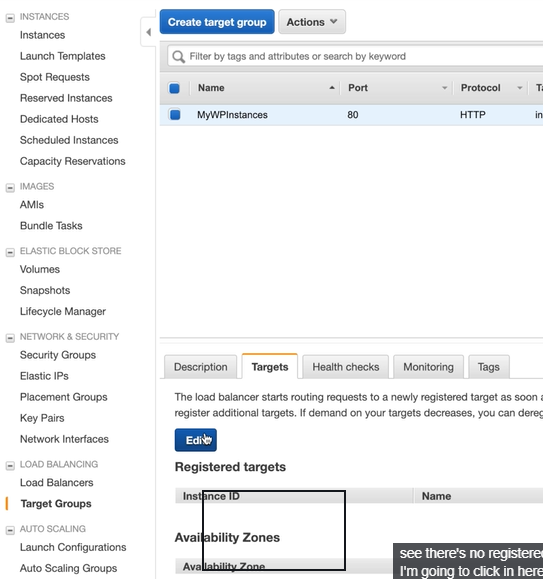 INSTANCES
Instances
Launch Templates
Spot Requests
Reserved Instances
Dedicated Hosts
Scheduled Instances
Capacity Reservations
IMAGES
AMIs
Bundle Tasks
ELASTIC BLOCK STORE
Volumes
Snapshots
Lifecycle Manager
NETWORK & SECURITY
Security Groups
Elastic IPs
Placement Groups
Key Pairs
Network Interfaces
LOAD BALANCING
Load Balancers
Target Groups
AUTO SCALING
Launch Configurations
Auto Scaling Groups
Create target group Actions
Filter by tags and attributes or search by keyword
Name Port Protocol
MyWPInstances 80 HTTP in
Description Targets Health checks Monitoring Tags
The load balancer starts routing requests to a newly registered target as soon
register additional targets. If demand on your targets decreases, you can dereg
Edit
Registered targets
Instance ID Name
Availability Zones
Availability Zone
see there's no registered
I'm going to click in here